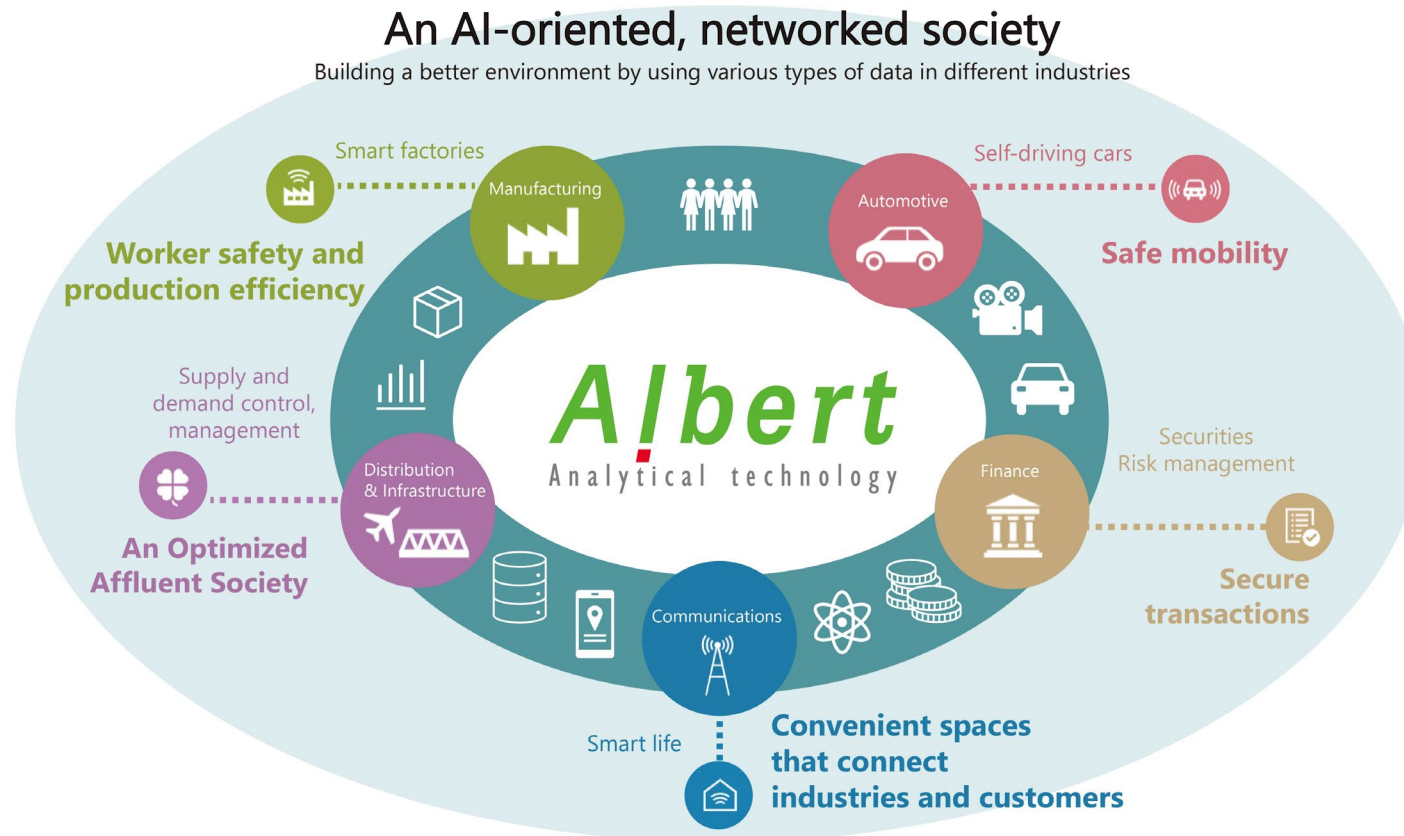 An AI-oriented, networked society
Building a better environment by using various types of data in different industries
Smart factories
Manufacturing
Worker safety and
production efficiency
Self-driving cars
Automotive
Safe mobility
Supply and
demand control,
management
Distribution
& Infrastructure
An Optimized
Affluent Society
Albert
Analytical technology
Securities
Risk management
Finance
Secure
transactions
Communications
Smart life
Convenient spaces
that connect
industries and customers